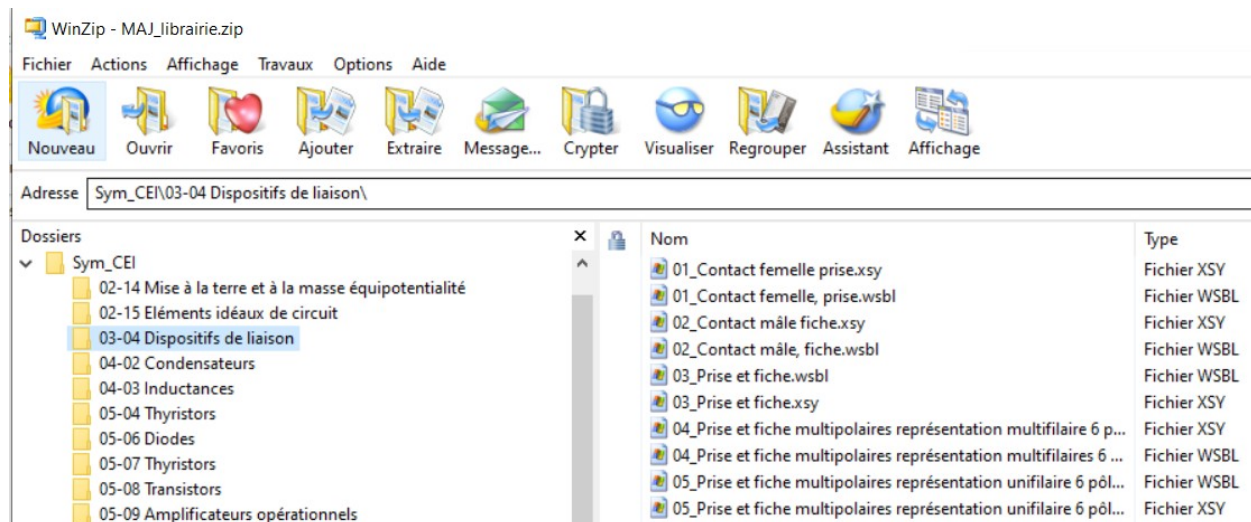 WinZip - MAJ_librairie.zip
Fichier Actions Affichage Travaux Options Aide
Nouveau Ouvrir Favoris Ajouter Extraire Message... Crypter Visualiser Regrouper Assistant Affichage
Adresse Sym_CEI\03-04 Dispositifs de liaison\
Dossiers
Sym_CEI
02-14 Mise à la terre et à la masse équipotentialité
02-15 Eléments idéaux de circuit
03-04 Dispositifs de liaison
04-02 Condensateurs
04-03 Inductances
05-04 Thyristors
05-06 Diodes
05-07 Thyristors
05-08 Transistors
05-09 Amplificateurs opérationnels
Nom Type
01_Contact femelle prise.xsy Fichier XSY
01_Contact femelle, prise.wsbl Fichier WSBL
02_Contact mâle fiche.xsy Fichier XSY
02_Contact mâle, fiche.wsbl Fichier WSBL
03_Prise et fiche.wsbl Fichier WSBL
03_Prise et fiche.xsy Fichier XSY
04_Prise et fiche multipolaires représentation multifilaire 6 p... Fichier XSY
04_Prise et fiche multipolaires représentation multifilaires 6 ... Fichier WSBL
05_Prise et fiche multipolaires représentation unifilaire 6 pôl... Fichier WSBL
05_Prise et fiche multipolaires représentation unifilaire 6 pôl... Fichier XSY